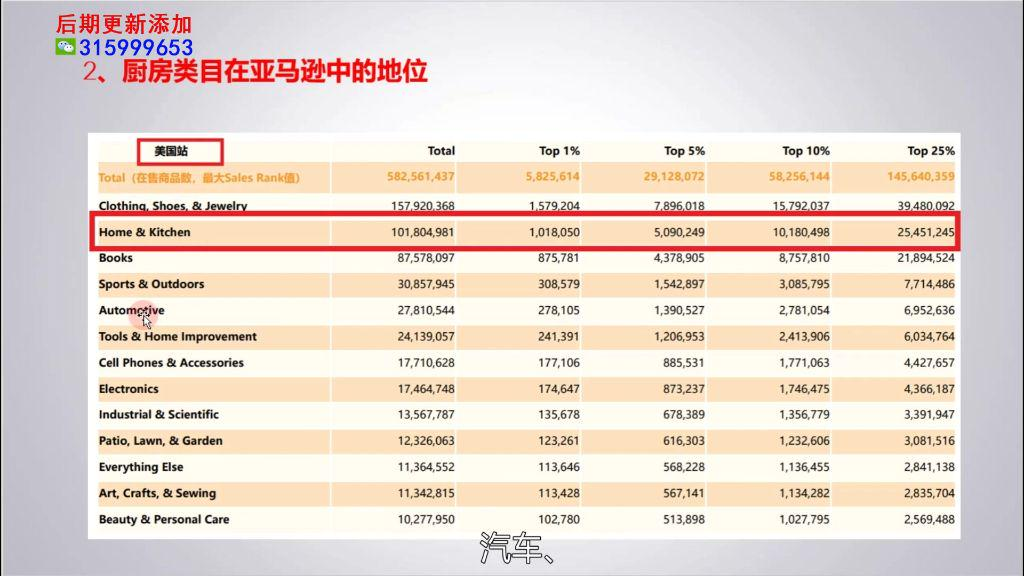 后期更新添加
315999653
2、厨房类目在亚马逊中的地位
美国站 Total Top 1% Top 5% Top 10% Top 25%
Total（在售商品数，最大Sales Rank值） 582,561,437 5,825,614 29,128,072 58,256,144 145,640,359
Clothing, Shoes, & Jewelry 157,920,368 1,579,204 7,896,018 15,792,037 39,480,092
Home & Kitchen 101,804,981 1,018,050 5,090,249 10,180,498 25,451,245
Books 87,578,097 875,781 4,378,905 8,757,810 21,894,524
Sports & Outdoors 30,857,945 308,579 1,542,897 3,085,795 7,714,486
Automotive 27,810,544 278,105 1,390,527 2,781,054 6,952,636
Tools & Home Improvement 24,139,057 241,391 1,206,953 2,413,906 6,034,764
Cell Phones & Accessories 17,710,628 177,106 885,531 1,771,063 4,427,657
Electronics 17,464,748 174,647 873,237 1,746,475 4,366,187
Industrial & Scientific 13,567,787 135,678 678,389 1,356,779 3,391,947
Patio, Lawn, & Garden 12,326,063 123,261 616,303 1,232,606 3,081,516
Everything Else 11,364,552 113,646 568,228 1,136,455 2,841,138
Art, Crafts, & Sewing 11,342,815 113,428 567,141 1,134,282 2,835,704
Beauty & Personal Care 10,277,950 102,780 513,898 1,027,795 2,569,488
汽车、